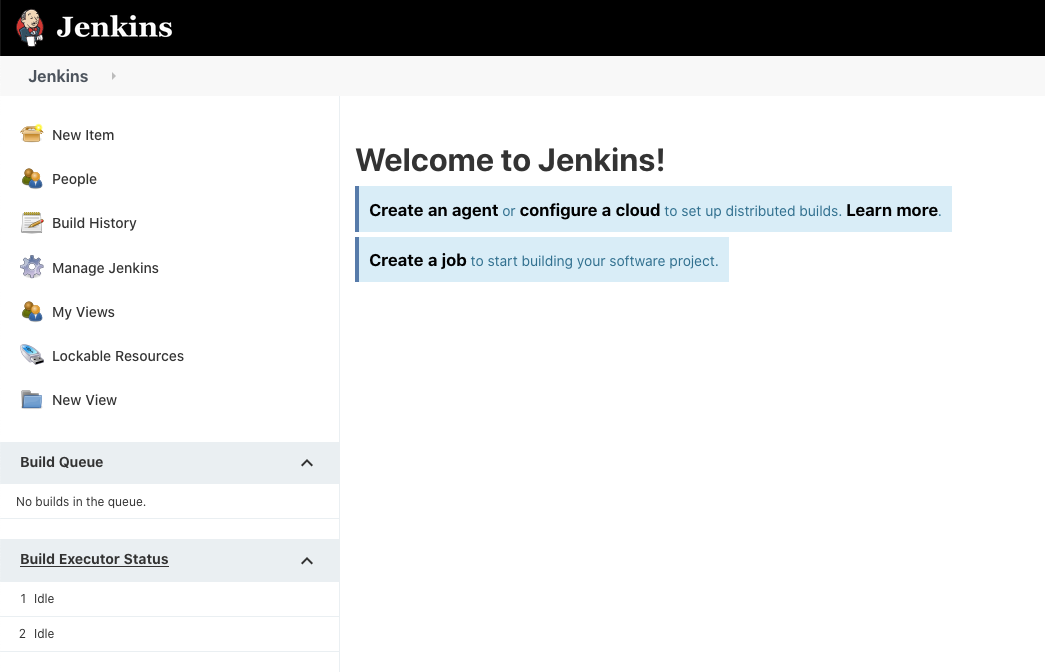 Jenkins
Jenkins
New Item
People
Build History
Manage Jenkins
My Views
Lockable Resources
New View
Build Queue
No builds in the queue.
Build Executor Status
1 Idle
2 Idle
Welcome to Jenkins!
Create an agent or configure a cloud to set up distributed builds. Learn more.
Create a job to start building your software project.